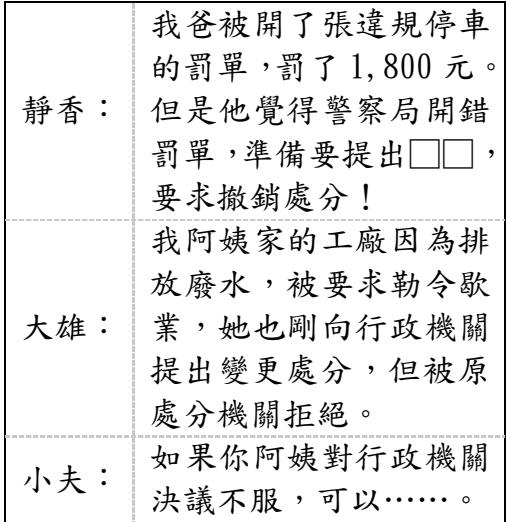 靜香：
我爸被開了張違規停車
的罰單，罰了 1,800 元。
但是他覺得警察局開錯
罰單，準備要提出□□，
要求撤銷處分！
大雄：
我阿姨家的工廠因為排
放廢水，被要求勒令歇
業，她也剛向行政機關
提出變更處分，但被原
處分機關拒絕。
小夫：
如果你阿姨對行政機關
決議不服，可以……。